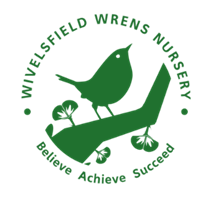 • WIVELSFIELD WRENS NURSERY •
Believe Achieve Succeed